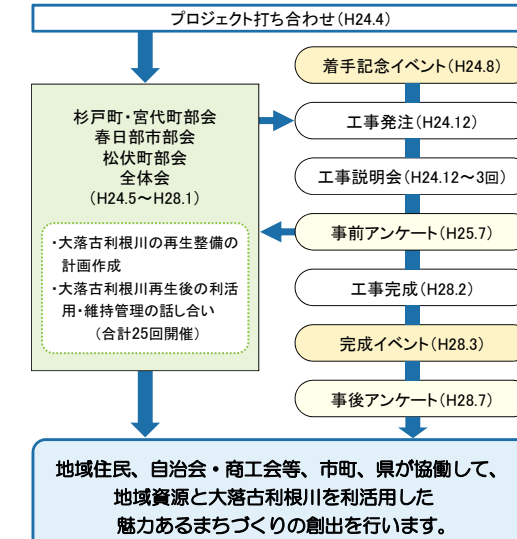 プロジェクト打ち合わせ（H24.4）
杉戸町・宮代町部会
春日部市部会
松伏町部会
全体会
（H24.5～H28.1）
・大落古利根川の再生整備の
計画作成
・大落古利根川再生後の利活
用・維持管理の話し合い
（合計25回開催）
着手記念イベント（H24.8）
工事発注（H24.12）
工事説明会（H24.12～3回）
事前アンケート（H25.7）
工事完成（H28.2）
完成イベント（H28.3）
事後アンケート（H28.7）
地域住民、自治会・商工会等、市町、県が協働して、
地域資源と大落古利根川を利活用した
魅力あるまちづくりの創出を行います。